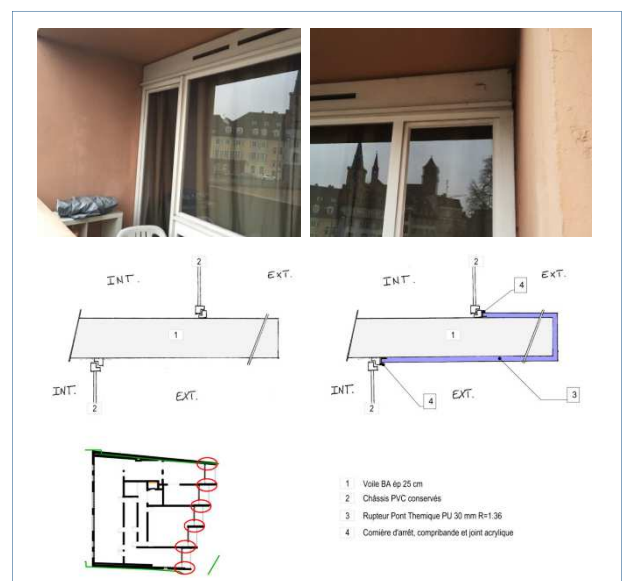 2
INT.
EXT.
1
INT.
EXT.
2
2
INT.
EXT.
4
1
INT.
EXT.
2
4
3
1 Voile BA ép 25 cm
2 Châssis PVC conservés
3 Rupteur Pont Themique PU 30 mm R=1.36
4 Cornière d'arrêt, compribande et joint acrylique